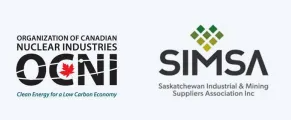 ORGANIZATION OF CANADIAN
NUCLEAR INDUSTRIES
OCNI
Clean Energy for a Low Carbon Economy
SIMSA
Saskatchewan Industrial & Mining
Suppliers Association Inc